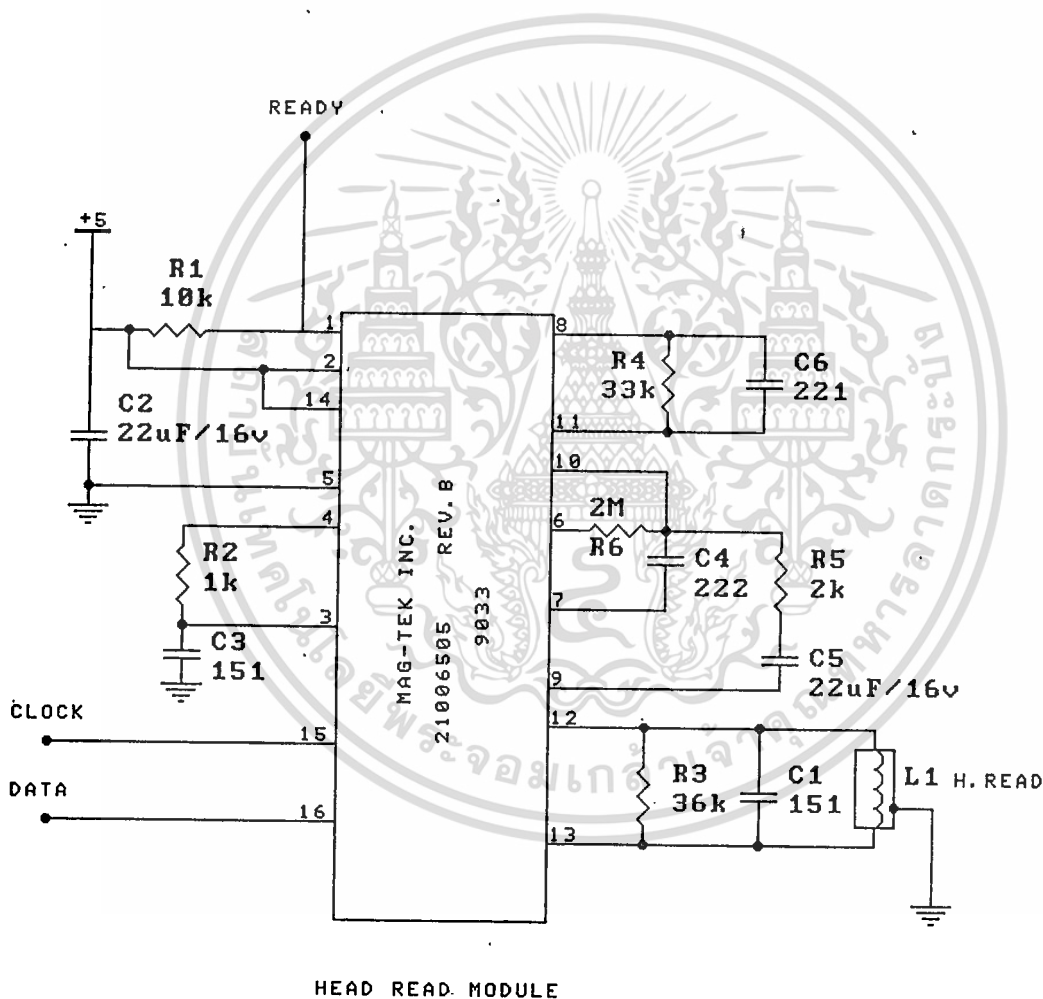 READY
+5
R1
10k
1
2
14
C2
22uF/16v
5
4
R2
1k
3
C3
151
CLOCK
15
DATA
16
MAG-TEK INC.
21006505 REV.B
9033
8
R4
33k
C6
221
11
10
2M
6
R6
C4
222
R5
2k
7
C5
22uF/16v
9
12
R3
36k
C1
151
L1 H.READ
13
HEAD READ MODULE